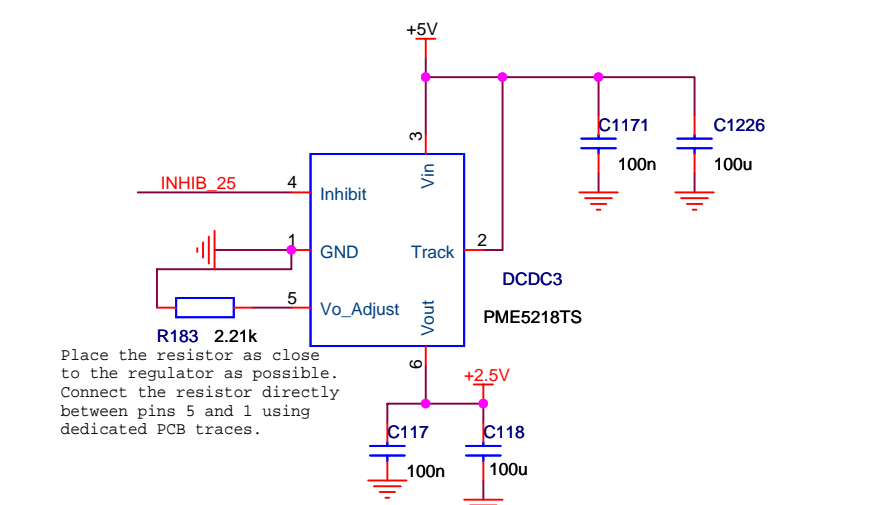 +5V
C1171
C1226
100n
100u
3
Vin
INHIB_25
4
Inhibit
1
GND
Track
2
DCDC3
5
Vo_Adjust
Vout
PME5218TS
R183 2.21k
Place the resistor as close
to the regulator as possible.
Connect the resistor directly
between pins 5 and 1 using
dedicated PCB traces.
6
+2.5V
C117
C118
100n
100u